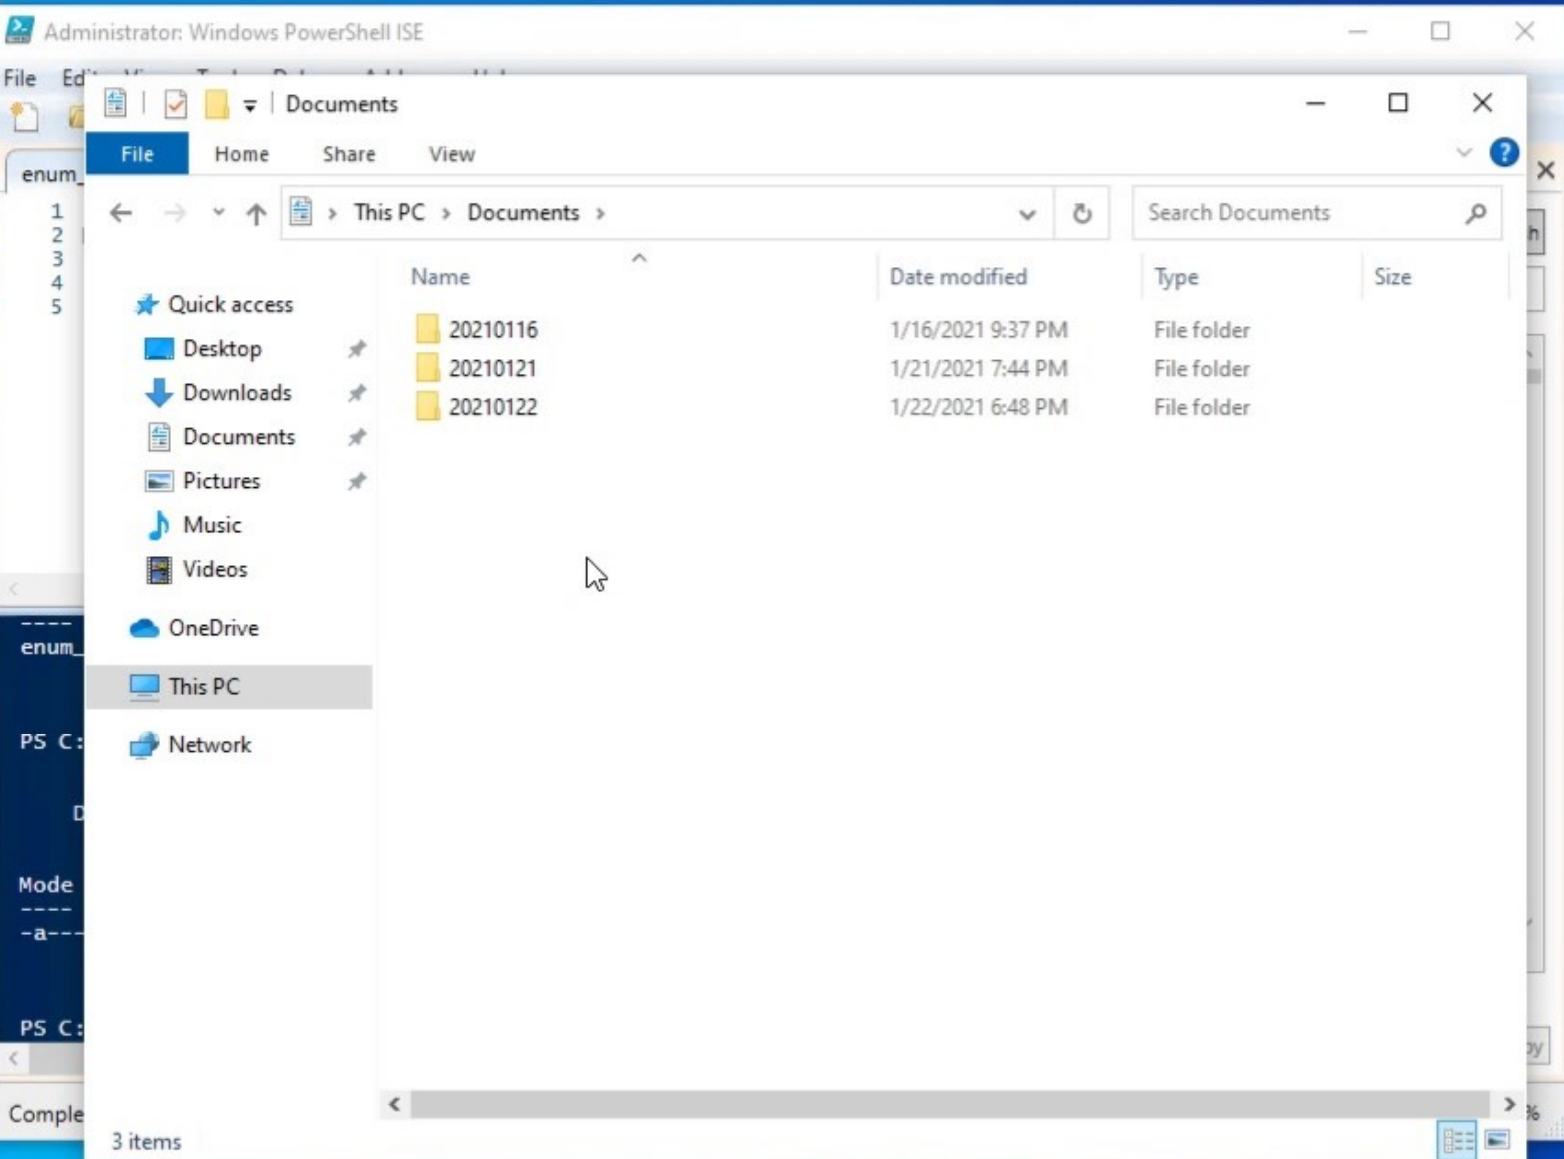 Administrator: Windows PowerShell ISE
File
Documents
File Home Share View
enum_
This PC Documents
Search Documents
1
2
3
4
5
Name Date modified Type Size
Quick access
Desktop
Downloads
Documents
Pictures
Music
Videos
OneDrive
This PC
Network
20210116 1/16/2021 9:37 PM File folder
20210121 1/21/2021 7:44 PM File folder
20210122 1/22/2021 6:48 PM File folder
----
enum_
PS C:
D
Mode
----
-a---
PS C:
Comple
3 items
%